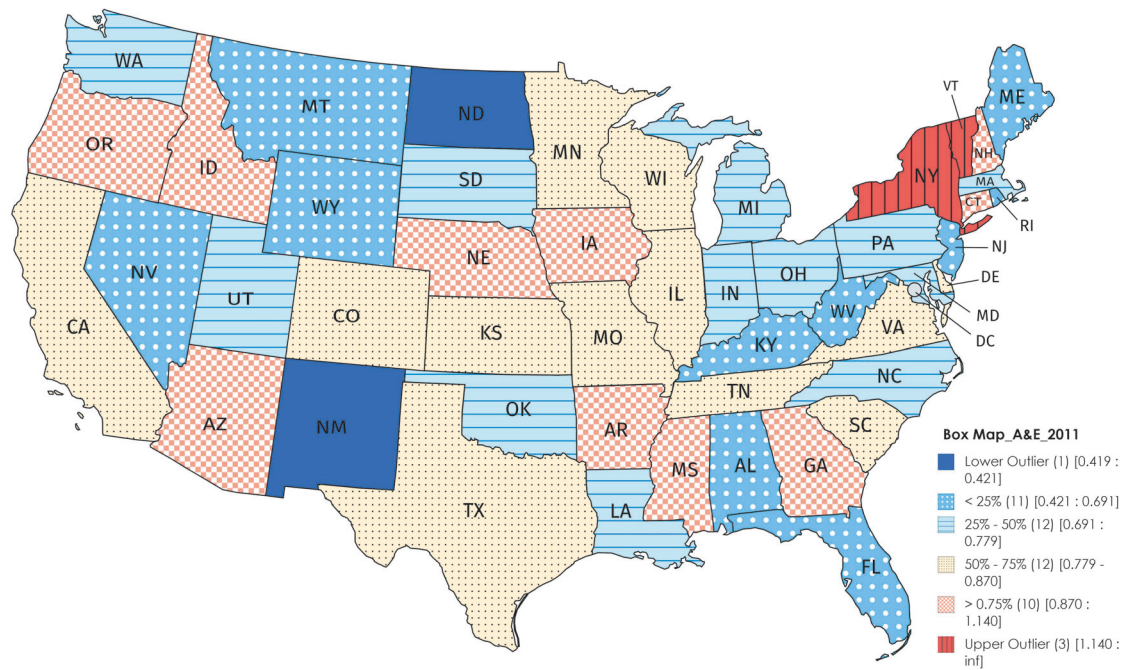 WA
MT
ND
MN
VT
ME
OR
ID
NH
WI
SD
NY
MA
WY
MI
CT
RI
IA
PA
NE
NJ
NV
OH
IN
UT
IL
DE
WV
CO
MD
CA
KS
MO
VA
DC
KY
NC
TN
OK
AZ
NM
AR
SC
MS
AL
GA
TX
LA
FL
Box Map_A&E_2011
Lower Outlier (1) [0.419 :
0.421]
< 25% (11) [0.421 : 0.691]
25% - 50% (12) [0.691 :
0.779]
50% - 75% (12) [0.779 -
0.870]
> 0.75% (10) [0.870 :
1.140]
Upper Outlier (3) [1.140 :
inf]